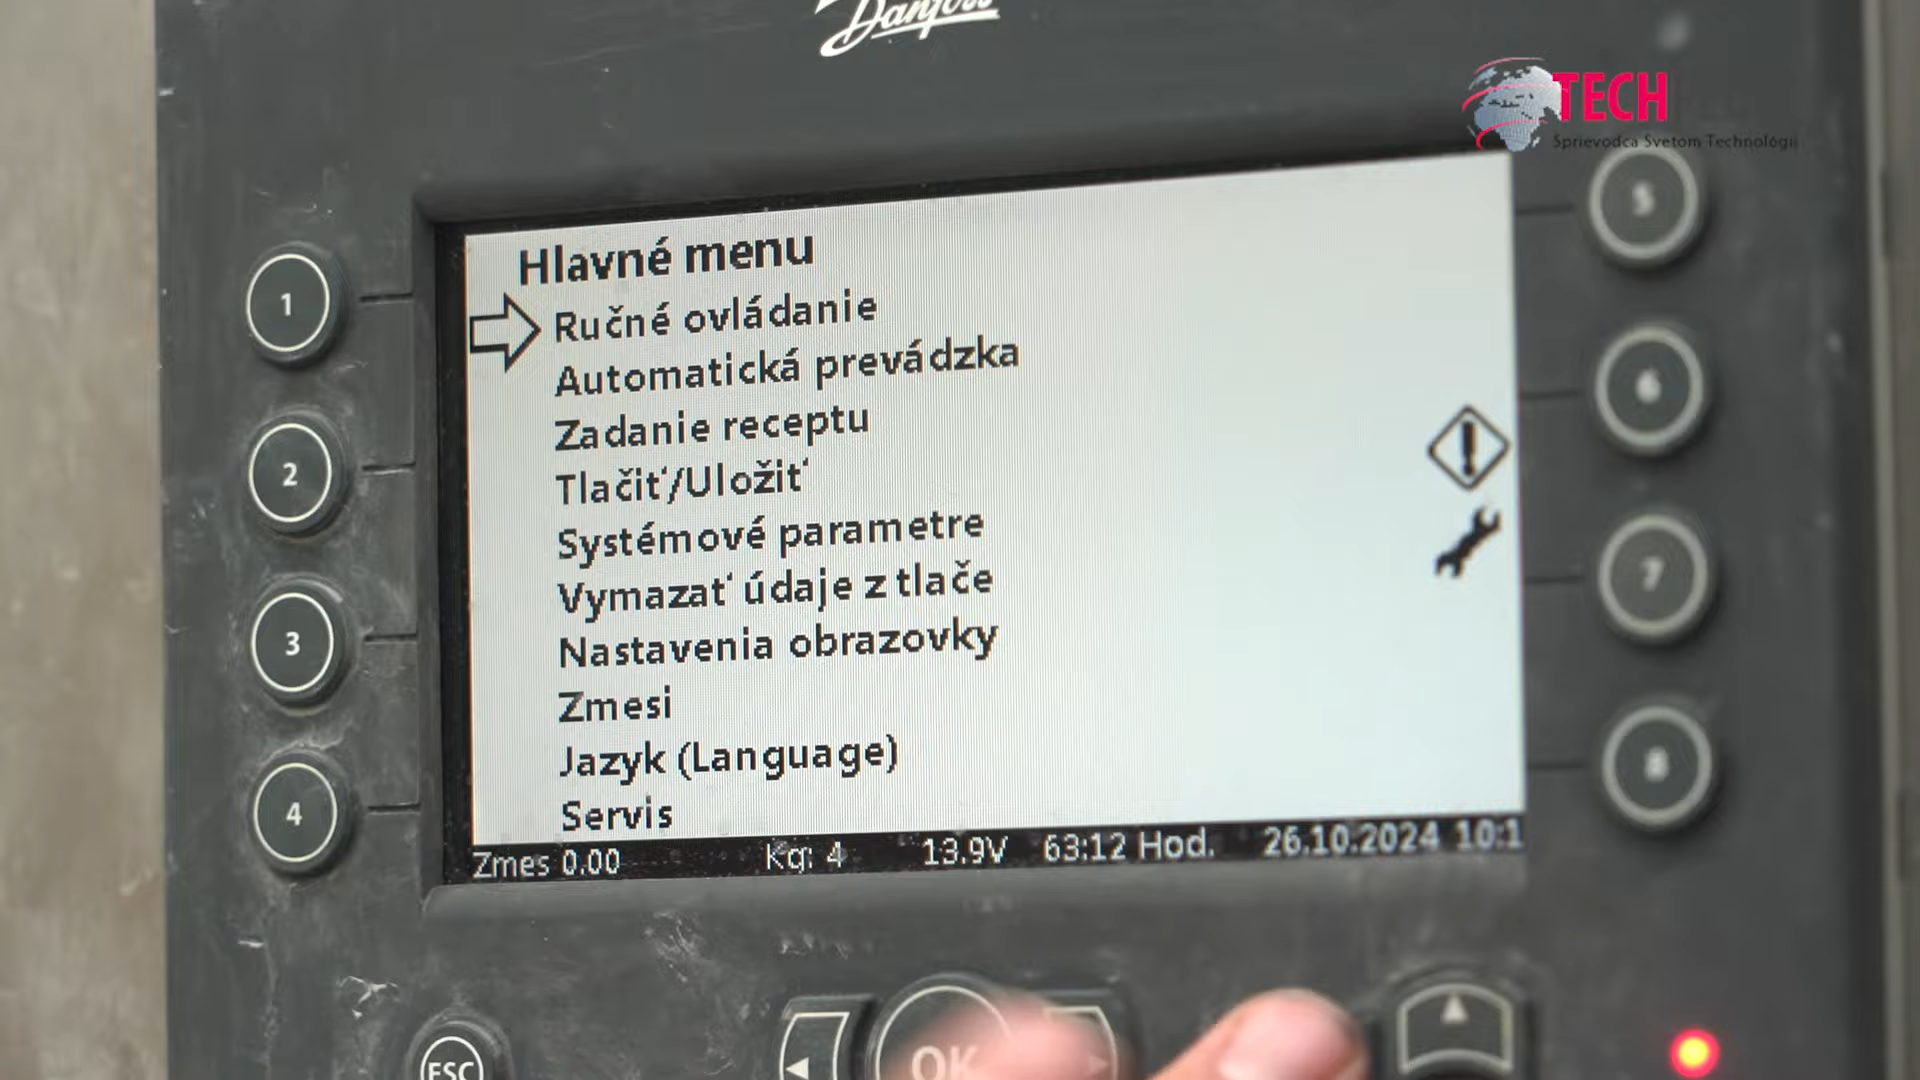 Danfoss
TECH
Sprievodca Svetom Technológií
Hlavné menu
Ručné ovládanie
Automatická prevádzka
Zadanie receptu
Tlačiť/Uložiť
Systémové parametre
Vymazať údaje z tlače
Nastavenia obrazovky
Zmesi
Jazyk (Language)
Servis
Zmes 0.00 Kg: 4 13.9V 63:12 Hod. 26.10.2024 10:1
1
2
3
4
5
6
7
8
ESC
OK